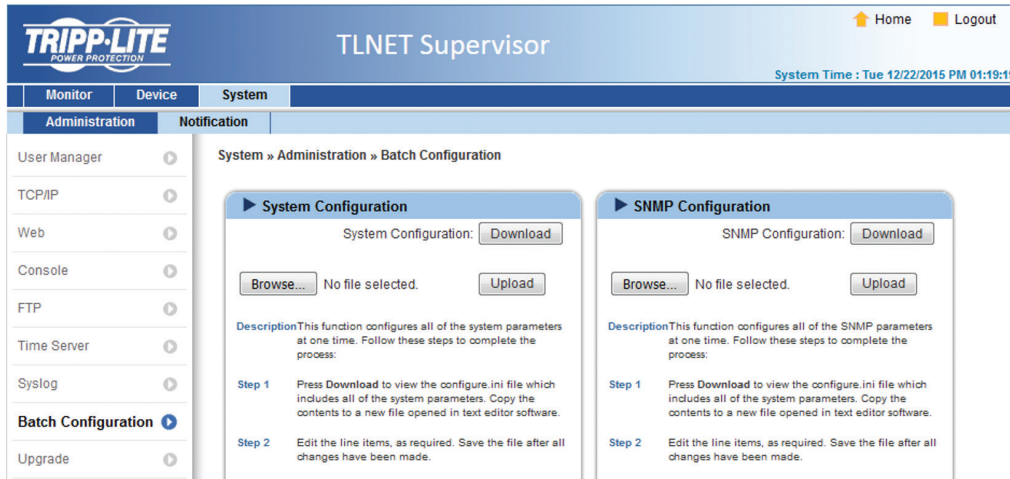 Home Logout
TRIPP·LITE
POWER PROTECTION
TLNET Supervisor
System Time : Tue 12/22/2015 PM 01:19:19
Monitor Device System
Administration Notification
User Manager
TCP/IP
Web
Console
FTP
Time Server
Syslog
Batch Configuration
Upgrade
System » Administration » Batch Configuration
System Configuration
System Configuration: Download
Browse... No file selected. Upload
Description This function configures all of the system parameters
at one time. Follow these steps to complete the
process:
Step 1 Press Download to view the configure.ini file which
includes all of the system parameters. Copy the
contents to a new file opened in text editor software.
Step 2 Edit the line items, as required. Save the file after all
changes have been made.
SNMP Configuration
SNMP Configuration: Download
Browse... No file selected. Upload
Description This function configures all of the SNMP parameters
at one time. Follow these steps to complete the
process:
Step 1 Press Download to view the configure.ini file which
includes all of the system parameters. Copy the
contents to a new file opened in text editor software.
Step 2 Edit the line items, as required. Save the file after all
changes have been made.